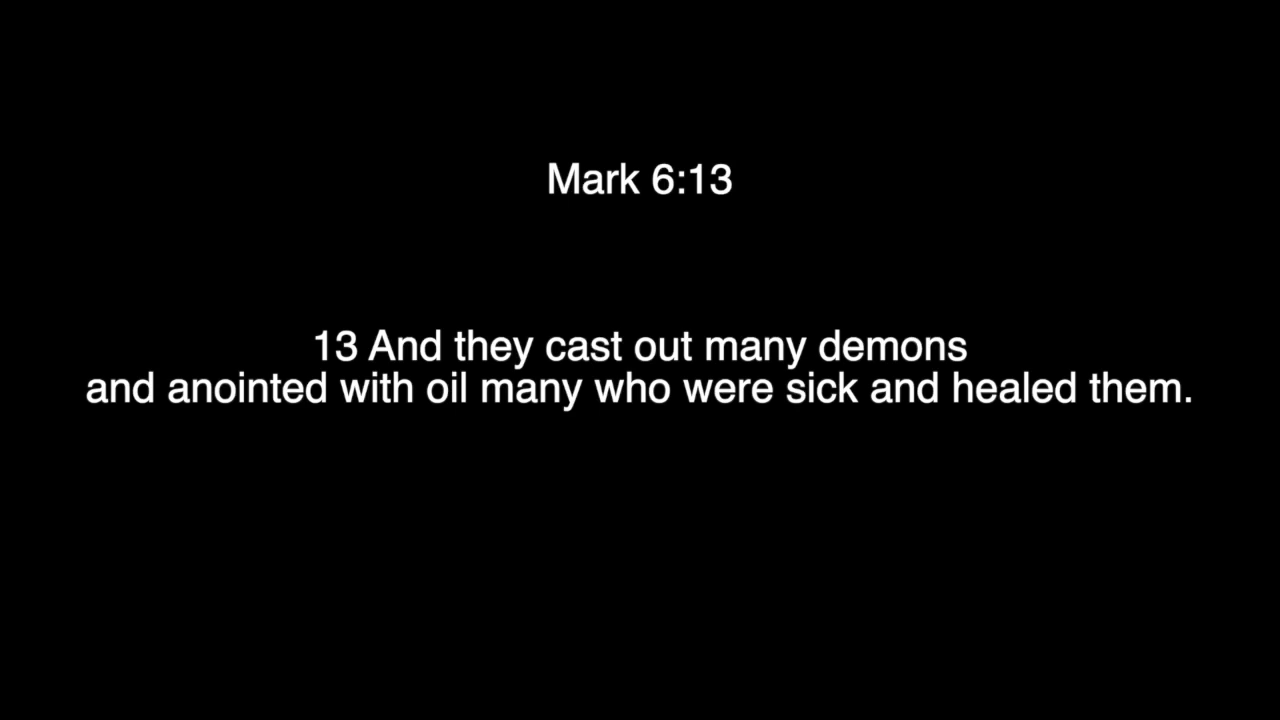 Mark 6:13
13 And they cast out many demons
and anointed with oil many who were sick and healed them.